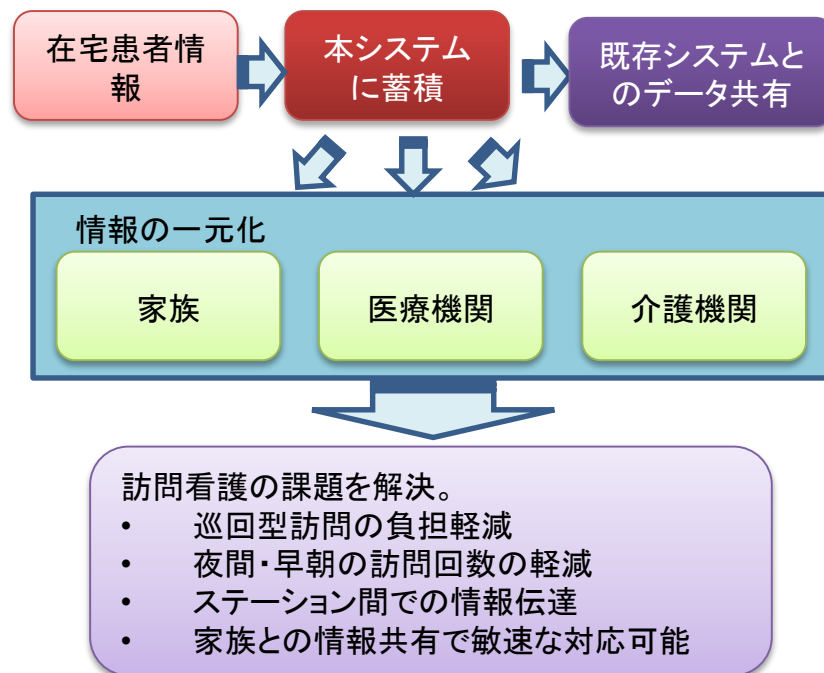 在宅患者情
報
本システム
に蓄積
既存システムと
のデータ共有
情報の一元化
家族
医療機関
介護機関
訪問看護の課題を解決。
• 巡回型訪問の負担軽減
• 夜間・早朝の訪問回数の軽減
• ステーション間での情報伝達
• 家族との情報共有で敏速な対応可能